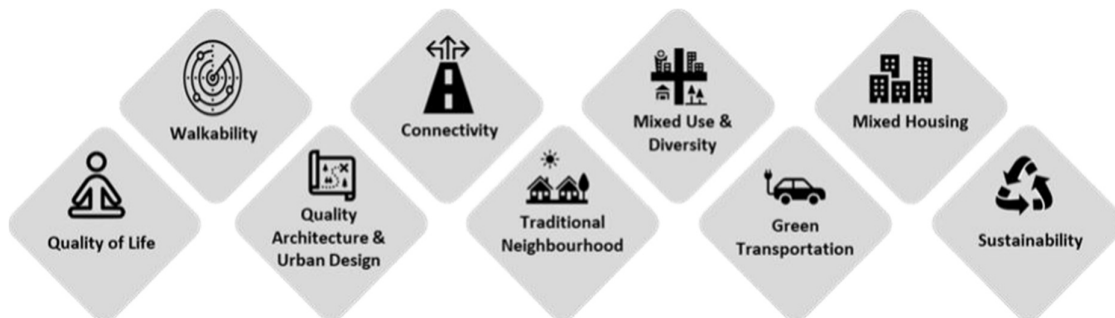 Walkability
Connectivity
Mixed Use &
Diversity
Mixed Housing
Quality of Life
Quality
Architecture &
Urban Design
Traditional
Neighbourhood
Green
Transportation
Sustainability